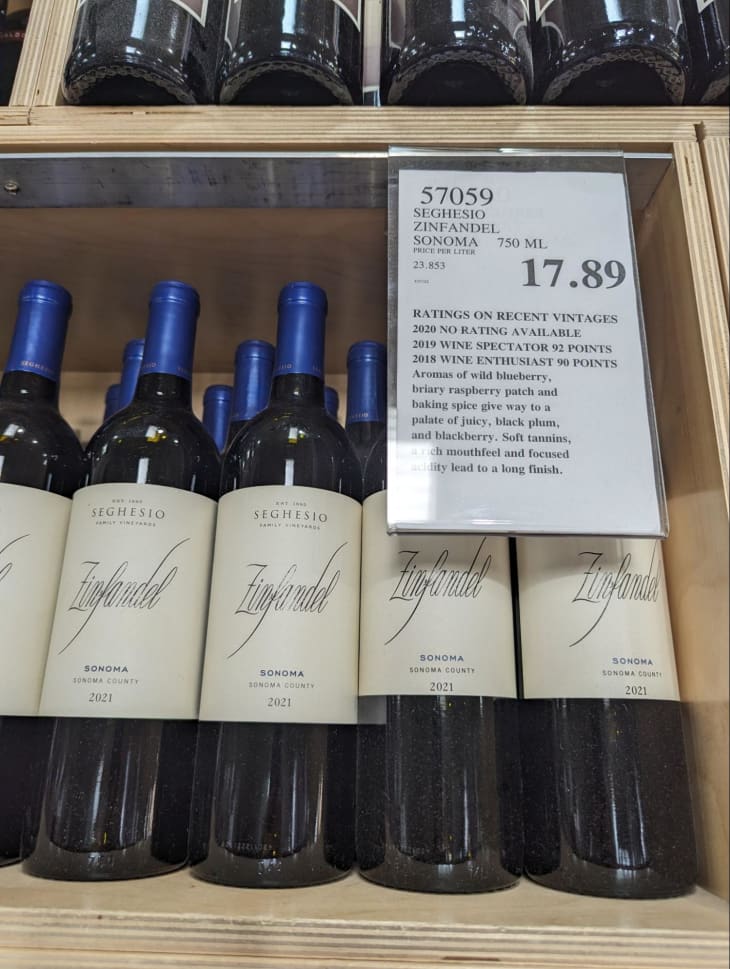 57059
SEGHESIO
ZINFANDEL
SONOMA 750 ML
PRICE PER LITER
23.853
17.89
RATINGS ON RECENT VINTAGES
2020 NO RATING AVAILABLE
2019 WINE SPECTATOR 92 POINTS
2018 WINE ENTHUSIAST 90 POINTS
Aromas of wild blueberry,
briary raspberry patch and
baking spice give way to a
palate of juicy, black plum,
and blackberry. Soft tannins,
a rich mouthfeel and focused
acidity lead to a long finish.
EST. 1895
SEGHESIO
FAMILY VINEYARDS
Zinfandel
SONOMA
SONOMA COUNTY
2021
EST. 1895
SEGHESIO
FAMILY VINEYARDS
Zinfandel
SONOMA
SONOMA COUNTY
2021
Zinfandel
SONOMA
SONOMA COUNTY
2021
Zinfandel
SONOMA
SONOMA COUNTY
2021